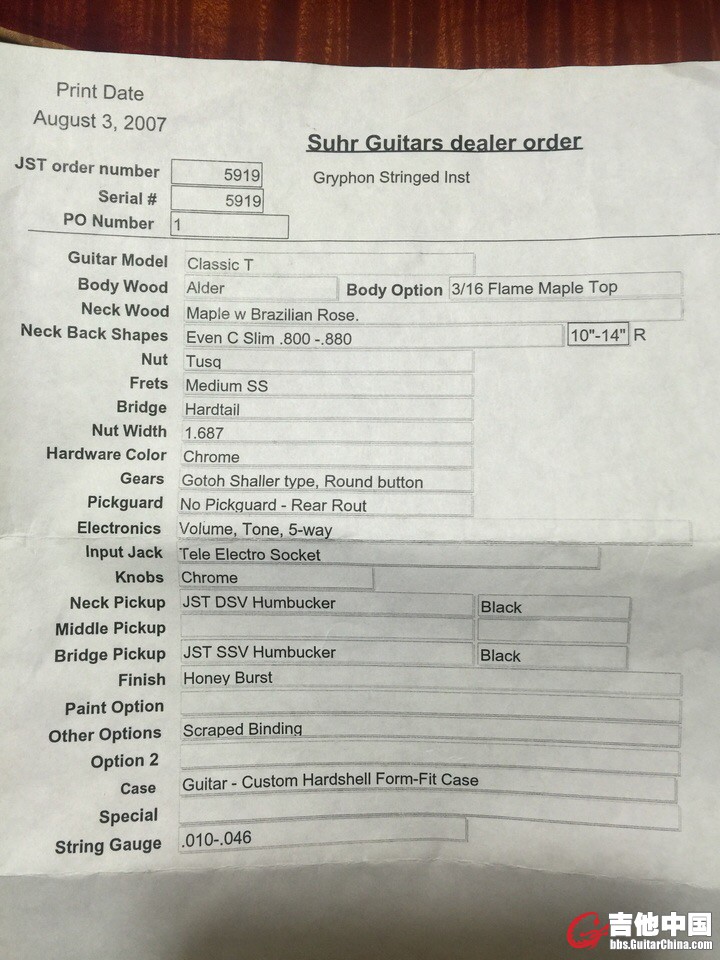 Print Date
August 3, 2007
Suhr Guitars dealer order
JST order number 5919
Gryphon Stringed Inst
Serial # 5919
PO Number 1
Guitar Model Classic T
Body Wood Alder Body Option 3/16 Flame Maple Top
Neck Wood Maple w Brazilian Rose.
Neck Back Shapes Even C Slim .800 -.880 10"-14" R
Nut Tusq
Frets Medium SS
Bridge Hardtail
Nut Width 1.687
Hardware Color Chrome
Gears Gotoh Shaller type, Round button
Pickguard No Pickguard - Rear Rout
Electronics Volume, Tone, 5-way
Input Jack Tele Electro Socket
Knobs Chrome
Neck Pickup JST DSV Humbucker Black
Middle Pickup
Bridge Pickup JST SSV Humbucker Black
Finish Honey Burst
Paint Option
Other Options Scraped Binding
Option 2
Case Guitar - Custom Hardshell Form-Fit Case
Special
String Gauge .010-.046
吉他中国
bbs.GuitarChina.com